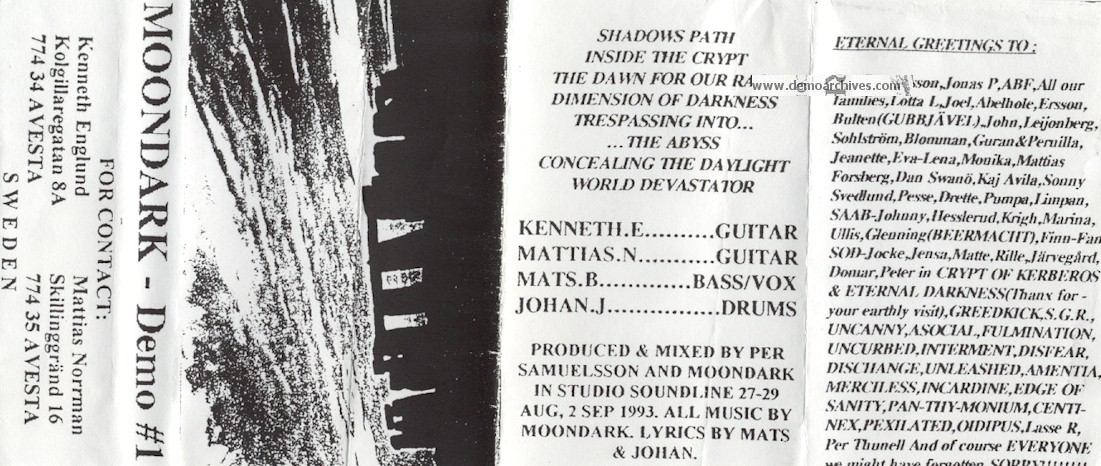 FOR CONTACT:
Kenneth Englund
Kolgillaregatan 8A
774 34 AVESTA
Mattias Norrman
Skillinggränd 16
774 35 AVESTA
SWEDEN
MOONDARK - Demo #1
SHADOWS PATH
INSIDE THE CRYPT
THE DAWN FOR OUR
DIMENSION OF DARKNESS
TRESPASSING INTO...
...THE ABYSS
CONCEALING THE DAYLIGHT
WORLD DEVASTATOR
KENNETH.E..........GUITAR
MATTIAS.N...........GUITAR
MATS.B.............BASS/VOX
JOHAN.J..................DRUMS
PRODUCED & MIXED BY PER
SAMUELSSON AND MOONDARK
IN STUDIO SOUNDLINE 27-29
AUG, 2 SEP 1993. ALL MUSIC BY
MOONDARK. LYRICS BY MATS
& JOHAN.
www.demoarchives.com
ETERNAL GREETINGS TO :
Jonas P,ABF,All our
families,Lotta L,Joel,Abelhole,Ersson,
Bulten(GUBBJÄVEL),John,Leijonberg,
Sohlström,Blomman,Guran&Pernilla,
Jeanette,Eva-Lena,Monika,Mattias
Forsberg,Dan Swanö,Kaj Avila,Sonny
Svedlund,Pesse,Drette,Pumpa,Limpan,
SAAB-Johnny,Hesslerud,Krigh,Marina,
Ullis,Glenning(BEERMACHT),Finn-Fan
SOD-Jocke,Jensa,Matte,Rille,Järvegård,
Domar,Peter in CRYPT OF KERBEROS
& ETERNAL DARKNESS(Thanx for -
your earthly visit),GREEDKICK,S.G.R.,
UNCANNY,ASOCIAL,FULMINATION,
UNCURBED,INTERMENT,DISFEAR,
DISCHANGE,UNLEASHED,AMENTIA,
MERCILESS,INCARDINE,EDGE OF
SANITY,PAN-THY-MONIUM,CENTI-
NEX,PEXILATED,OIDIPUS,Lasse R,
Per Thunell And of course EVERYONE
we might have forgotten